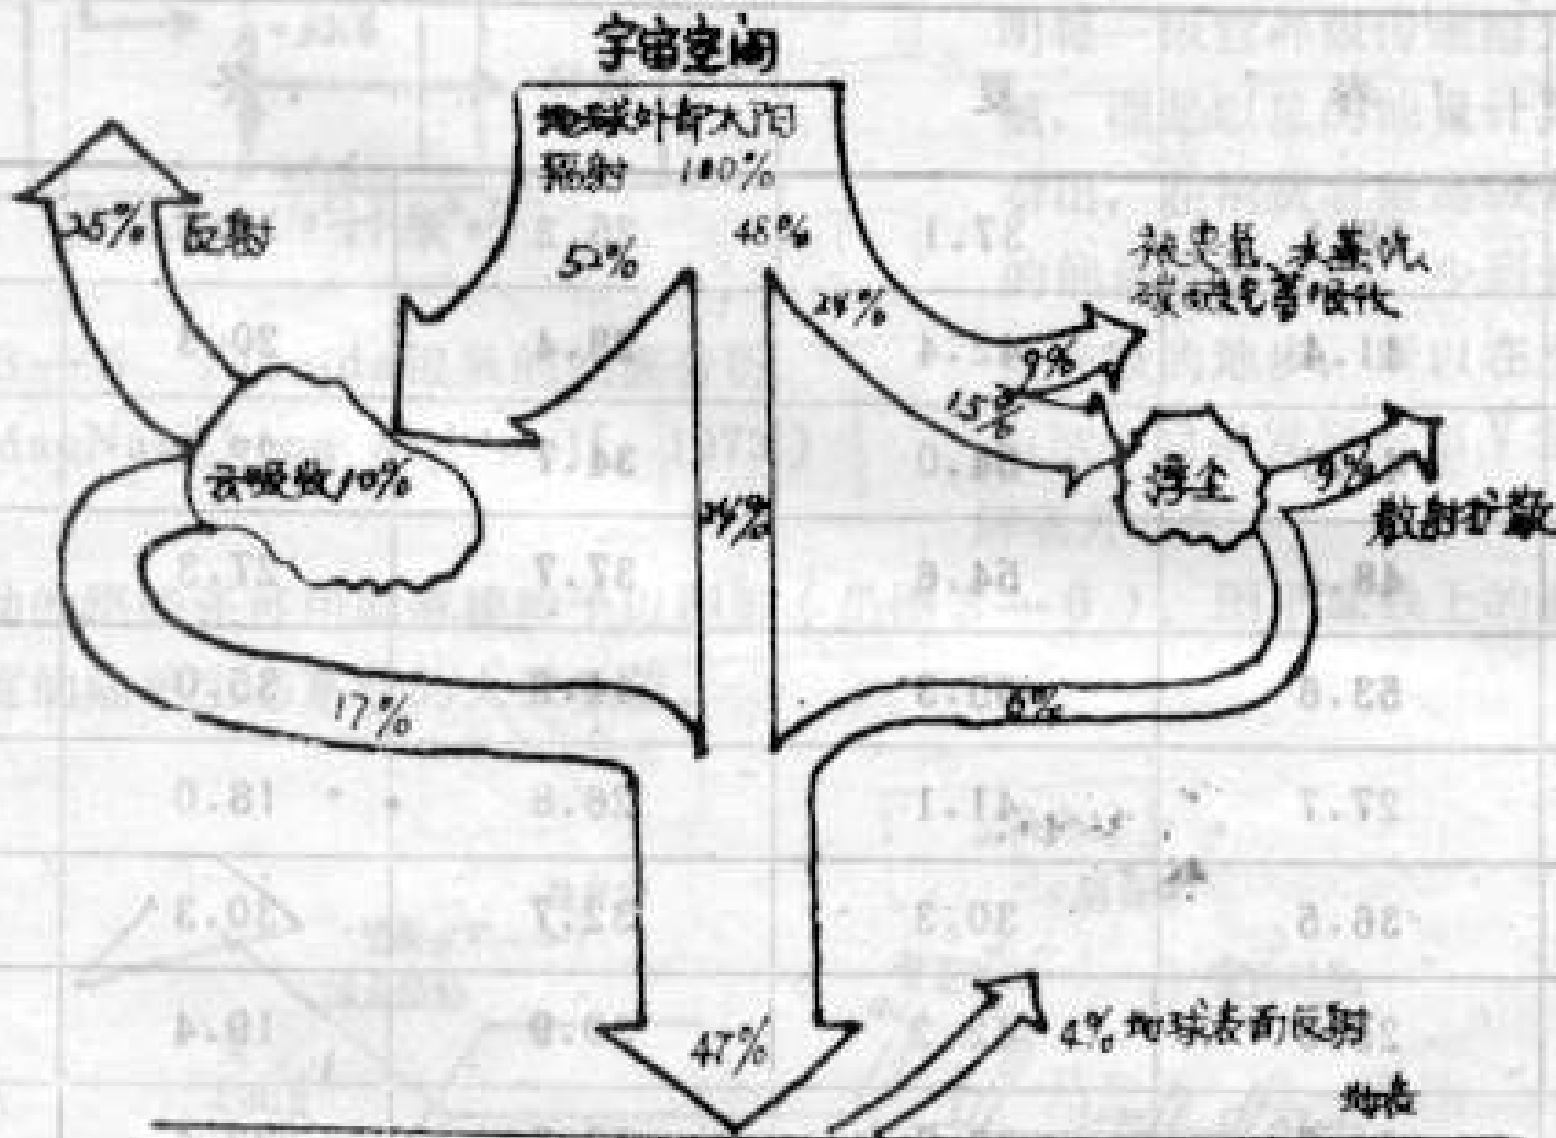 宇宙空间
地球外部太阳
辐射 100%
25% 反射
52%
48%
24%
被臭氧、水蒸汽、
碳酸气等吸收
9%
15%
云吸收10%
24%
浮尘
9%
散射扩散
17%
6%
47%
4% 地球表面反射
地表